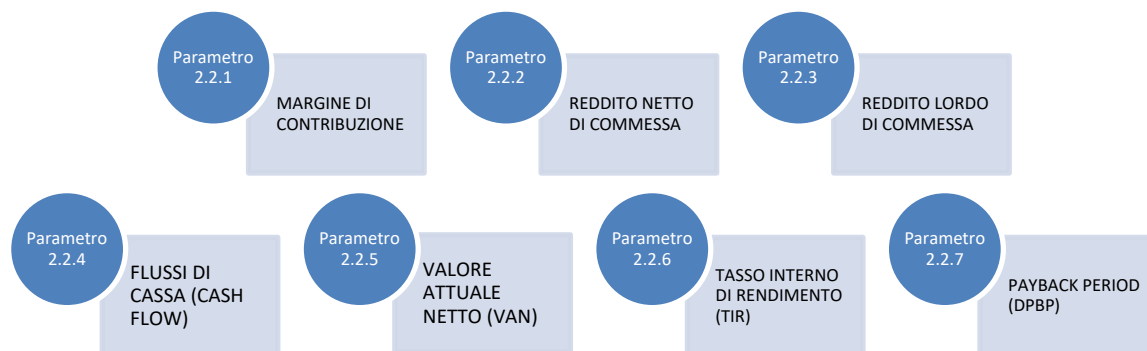 Parametro
2.2.1
MARGINE DI
CONTRIBUZIONE
Parametro
2.2.2
REDDITO NETTO
DI COMMESSA
Parametro
2.2.3
REDDITO LORDO
DI COMMESSA
Parametro
2.2.4
FLUSSI DI
CASSA (CASH
FLOW)
Parametro
2.2.5
VALORE
ATTUALE
NETTO (VAN)
Parametro
2.2.6
TASSO INTERNO
DI RENDIMENTO
(TIR)
Parametro
2.2.7
PAYBACK PERIOD
(DPBP)